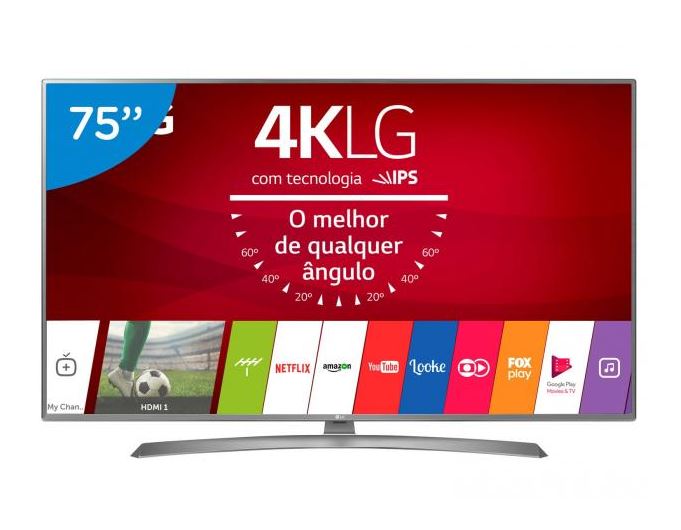 75” G
4KLG
com tecnologia IPS
O melhor
de qualquer
ângulo
60º 60º
40º 40º
20º 20º
My Chan..
HDMI 1
NETFLIX
amazon
YouTube
Looke
FOX
play
Google Play
Movies & TV
LG